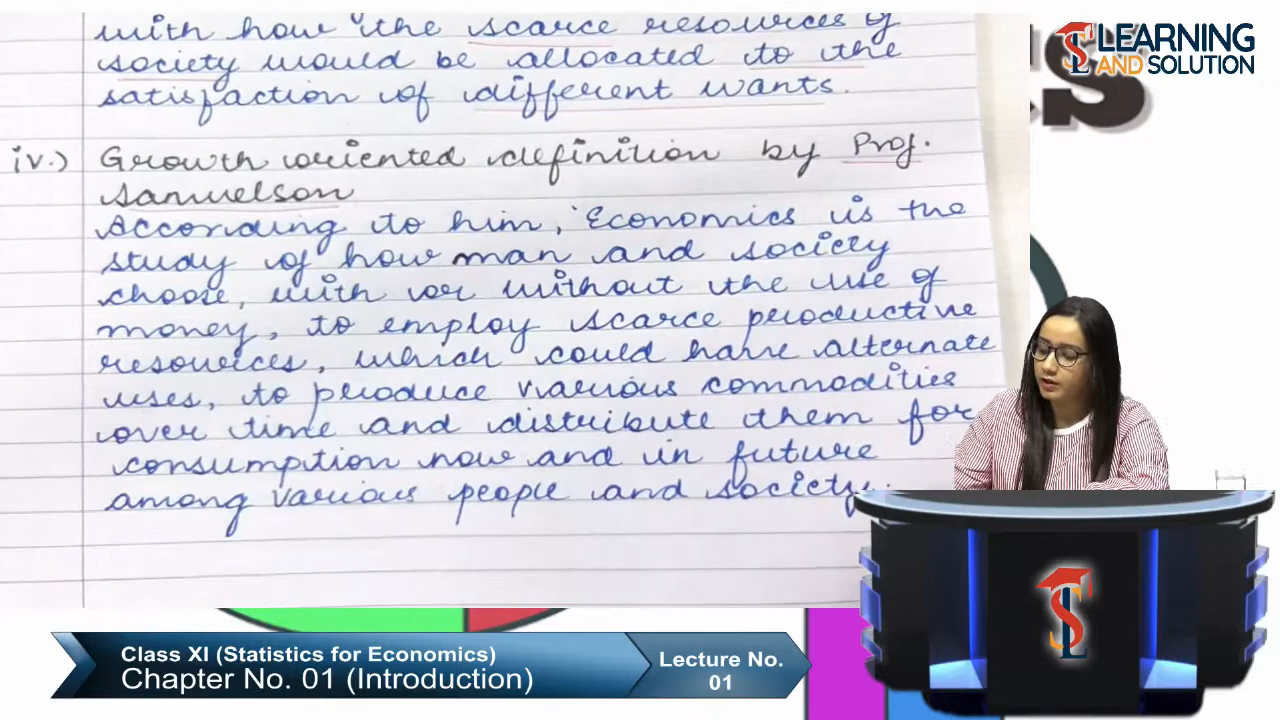 with how the scarce resources of
society would be allocated to the
satisfaction of different wants.
iv.) Growth oriented definition by Prof.
Samuelson
According to him, 'Economics is the
study of how man and society
choose, with or without the use of
money, to employ scarce productive
resources, which could have alternate
uses, to produce various commodities
over time and distribute them for
consumption now and in future
among various people and society.
LEARNING
AND SOLUTION
CS
Class XI (Statistics for Economics)
Chapter No. 01 (Introduction)
Lecture No.
01